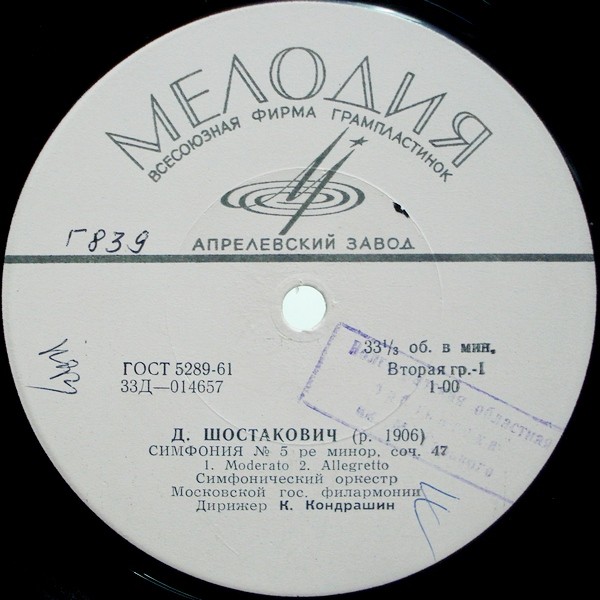 МЕЛОДИЯ
ВСЕСОЮЗНАЯ ФИРМА ГРАМПЛАСТИНОК
АПРЕЛЕВСКИЙ ЗАВОД
Г839
ГОСТ 5289-61
33Д—014657
33⅓ об. в мин.
Вторая гр.-I
1-00
областная
Д. ШОСТАКОВИЧ (р. 1906)
СИМФОНИЯ № 5 ре минор, соч. 47
1. Moderato 2. Allegretto
Симфонический оркестр
Московской гос. филармонии
Дирижер К. Кондрашин